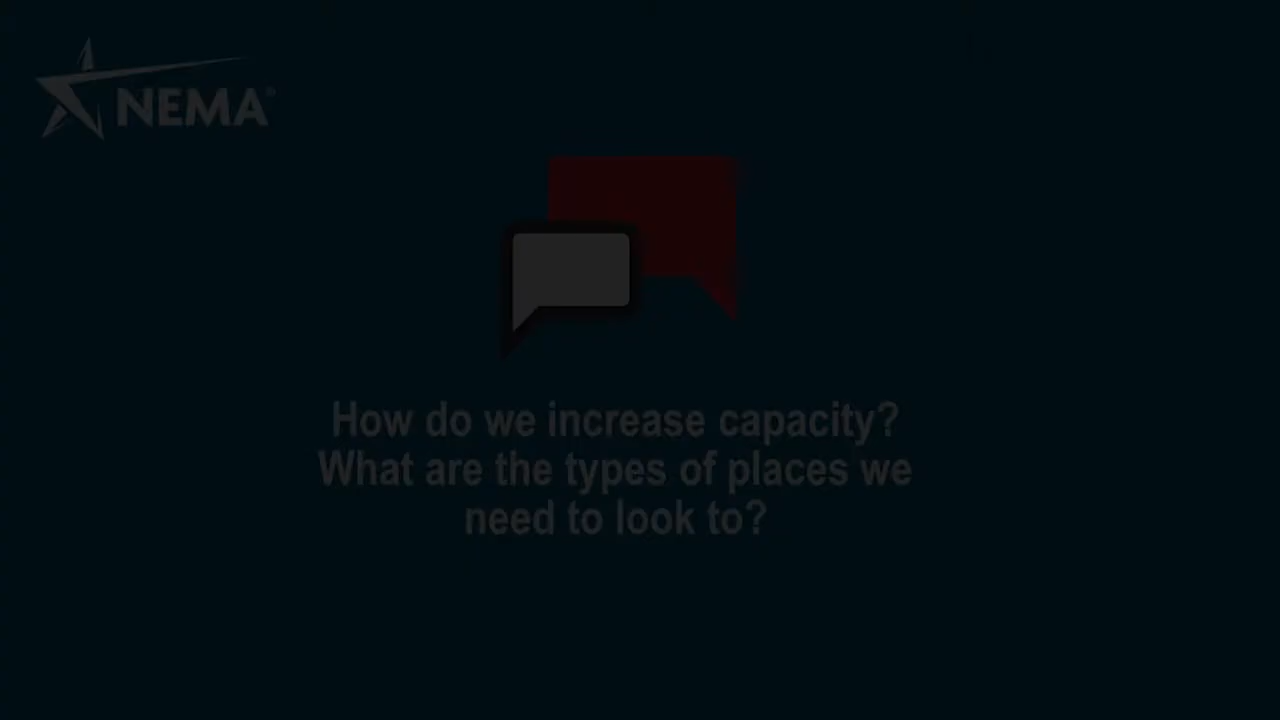 NEMA®
How do we increase capacity?
What are the types of places we
need to look to?